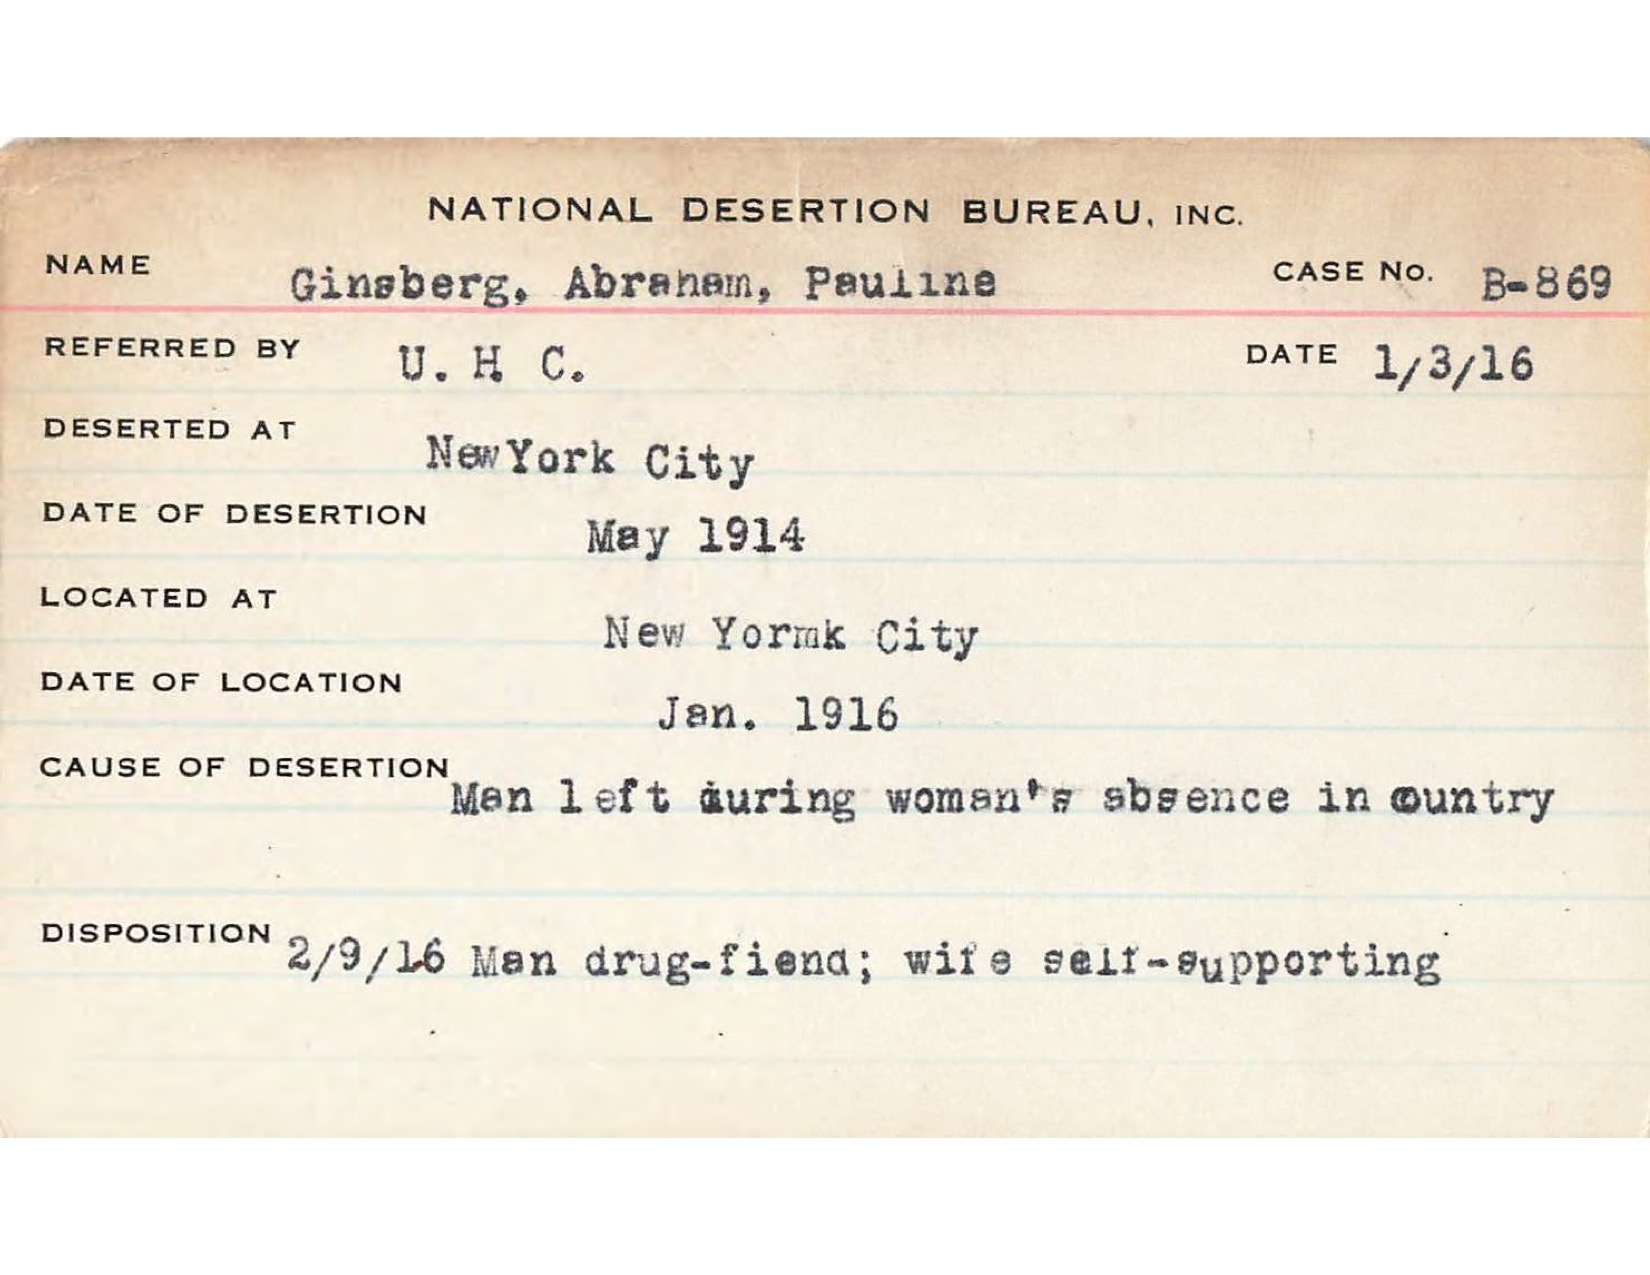 NATIONAL DESERTION BUREAU, INC.
NAME Ginsberg, Abraham, Pauline CASE No. B-869
REFERRED BY U. H C. DATE 1/3/16
DESERTED AT NewYork City
DATE OF DESERTION May 1914
LOCATED AT New Yormk City
DATE OF LOCATION Jan. 1916
CAUSE OF DESERTION Man left during woman's absence in country
DISPOSITION 2/9/16 Man drug-fiend; wife self-supporting